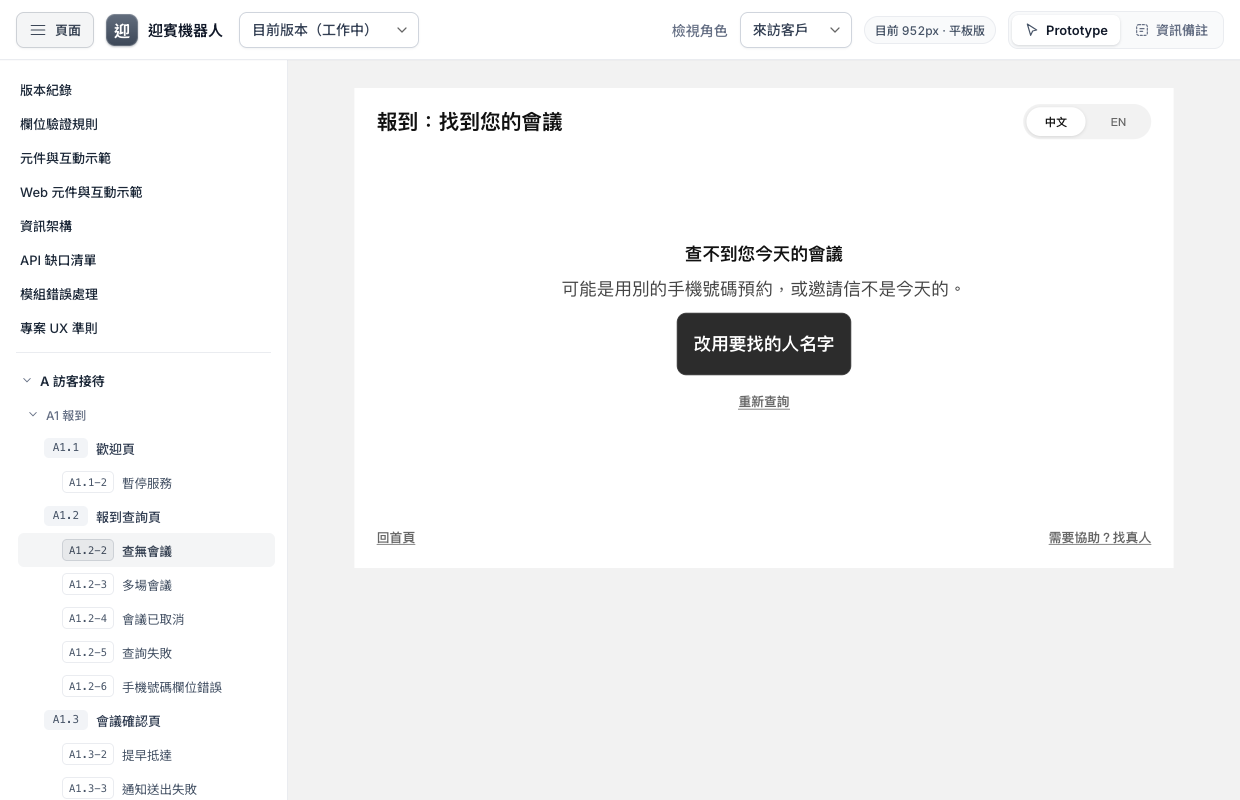 頁面
迎
迎賓機器人
目前版本（工作中）
檢視角色
來訪客戶
目前 952px · 平板版
Prototype
資訊備註
版本紀錄
欄位驗證規則
元件與互動示範
Web 元件與互動示範
資訊架構
API 缺口清單
模組錯誤處理
專案 UX 準則
A 訪客接待
A1 報到
A1.1 歡迎頁
A1.1-2 暫停服務
A1.2 報到查詢頁
A1.2-2 查無會議
A1.2-3 多場會議
A1.2-4 會議已取消
A1.2-5 查詢失敗
A1.2-6 手機號碼欄位錯誤
A1.3 會議確認頁
A1.3-2 提早抵達
A1.3-3 通知送出失敗
報到：找到您的會議
中文
EN
查不到您今天的會議
可能是用別的手機號碼預約，或邀請信不是今天的。
改用要找的人名字
重新查詢
回首頁
需要協助？找真人